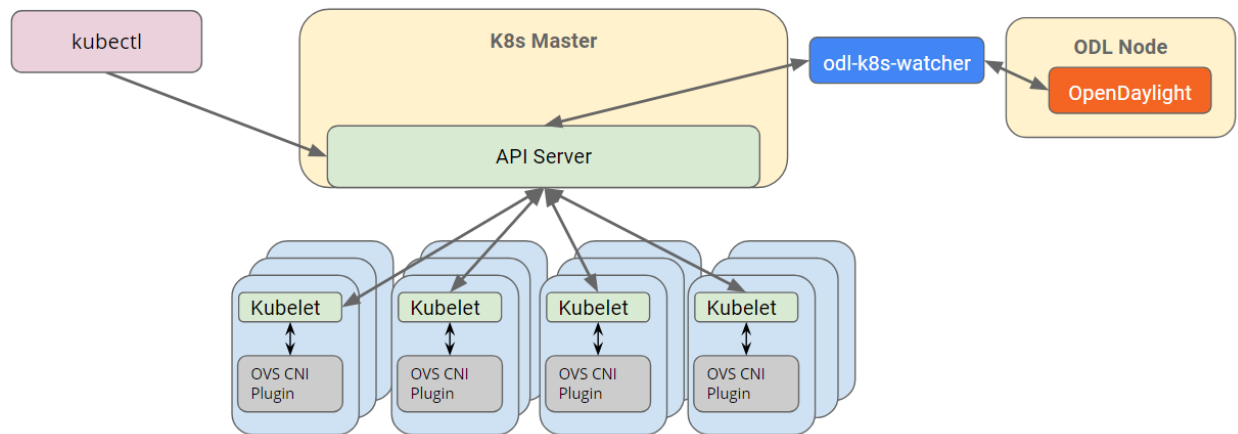 kubectl
K8s Master
odl-k8s-watcher
ODL Node
OpenDaylight
API Server
Kubelet
Kubelet
Kubelet
Kubelet
OVS CNI
Plugin
OVS CNI
Plugin
OVS CNI
Plugin
OVS CNI
Plugin